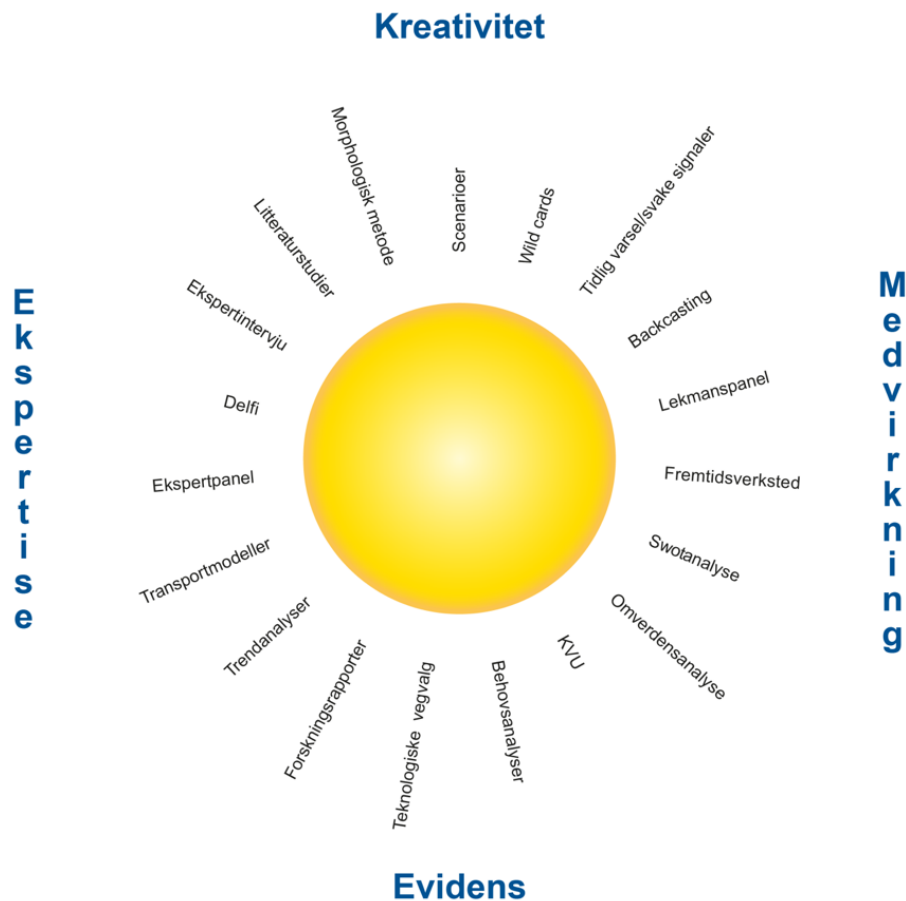 Kreativitet
Morphologisk metode
Scenarioer
Wild cards
Tidlig varsel/svake signaler
Backcasting
Lekmanspanel
Fremtidsverksted
Swotanalyse
Omverdensanalyse
KVU
Behovsanalyser
Teknologiske vegvalg
Forskningsrapporter
Trendanalyser
Transportmodeller
Ekspertpanel
Delfi
Ekspertintervju
Litteraturstudier
Ekspertise
Medvirkning
Evidens